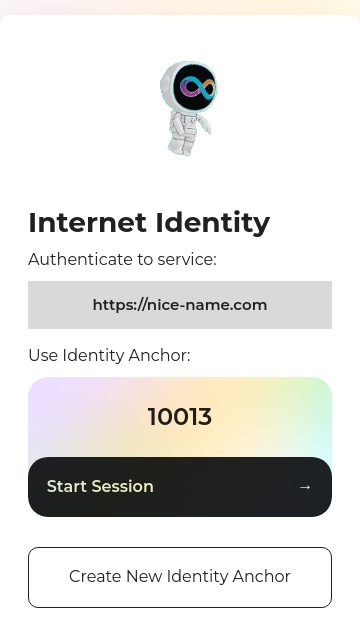 Internet Identity
Authenticate to service:
https://nice-name.com
Use Identity Anchor:
10013
Start Session →
Create New Identity Anchor